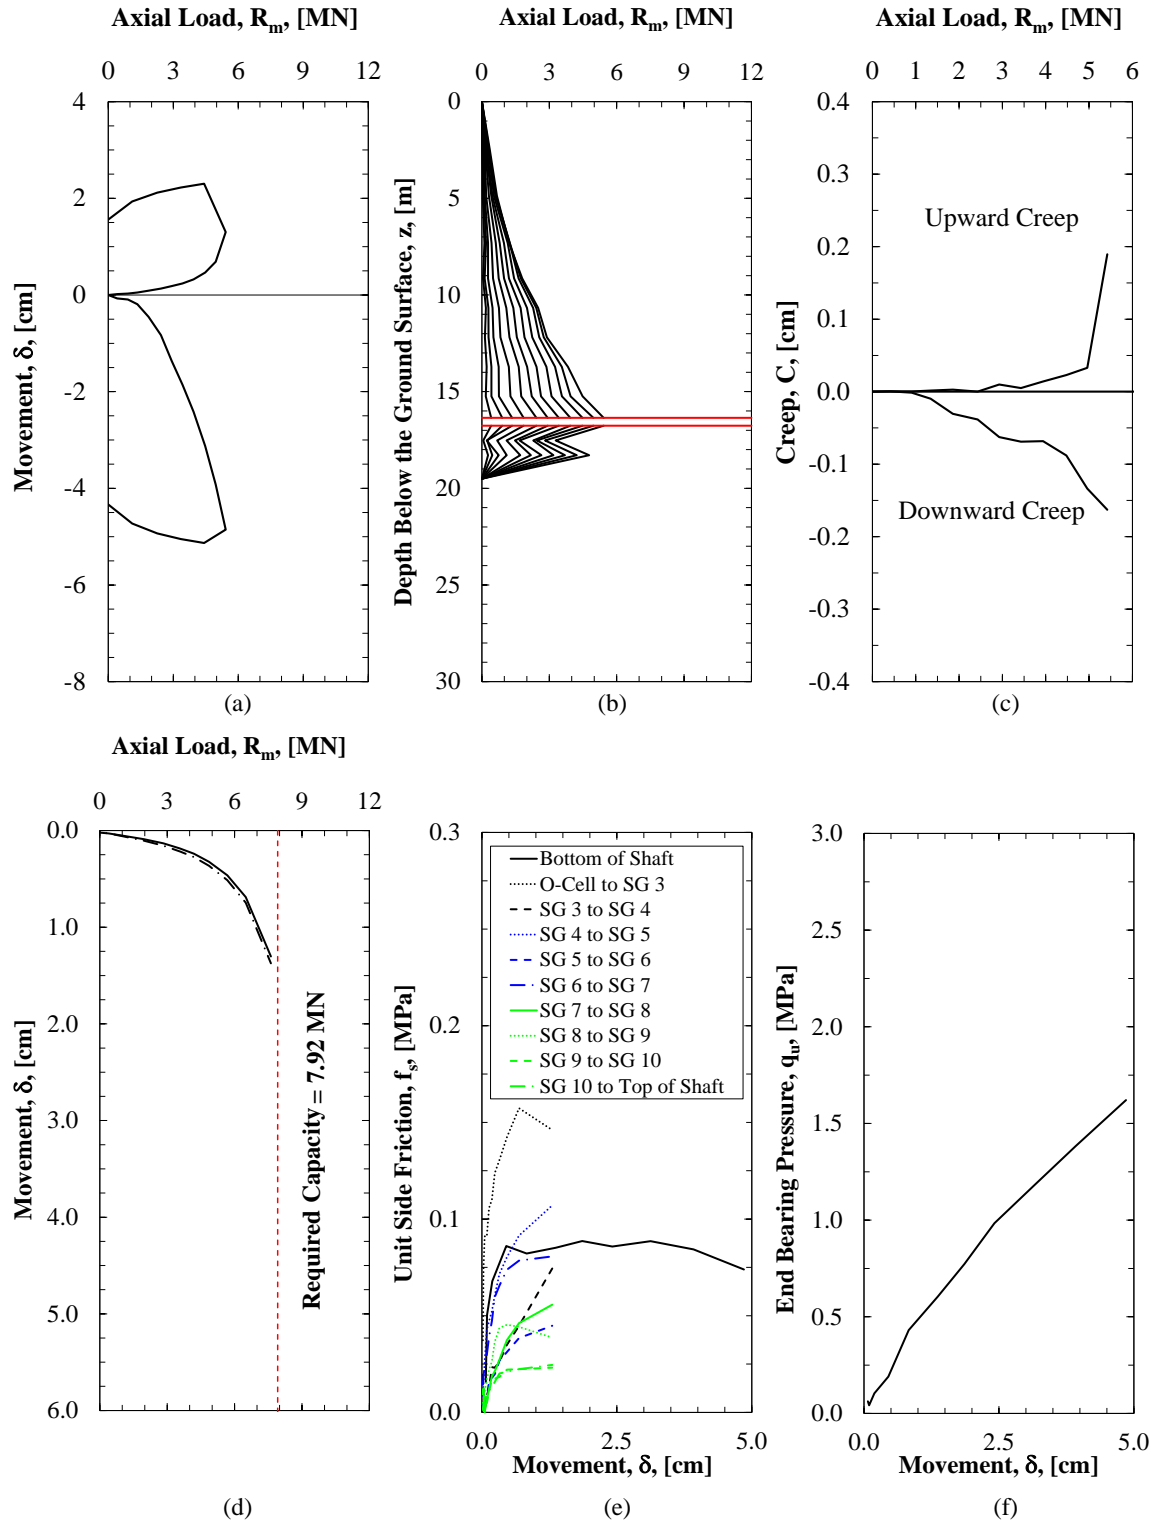 Axial Load, Rm, [MN]
0 3 6 9 12
4
2
0
-2
-4
-6
-8
Movement, δ, [cm]
(a)
Axial Load, Rm, [MN]
0 3 6 9 12
0
5
10
15
20
25
30
Depth Below the Ground Surface, z, [m]
(b)
Axial Load, Rm, [MN]
0 1 2 3 4 5 6
0.4
0.3
0.2
0.1
0.0
-0.1
-0.2
-0.3
-0.4
Creep, C, [cm]
Upward Creep
Downward Creep
(c)
Axial Load, Rm, [MN]
0 3 6 9 12
0.0
1.0
2.0
3.0
4.0
5.0
6.0
Movement, δ, [cm]
Required Capacity = 7.92 MN
(d)
0.3
0.2
0.1
0.0
Unit Side Friction, fs, [MPa]
Bottom of Shaft
O-Cell to SG 3
SG 3 to SG 4
SG 4 to SG 5
SG 5 to SG 6
SG 6 to SG 7
SG 7 to SG 8
SG 8 to SG 9
SG 9 to SG 10
SG 10 to Top of Shaft
0.0 2.5 5.0
Movement, δ, [cm]
(e)
3.0
2.5
2.0
1.5
1.0
0.5
0.0
End Bearing Pressure, qu, [MPa]
0.0 2.5 5.0
Movement, δ, [cm]
(f)